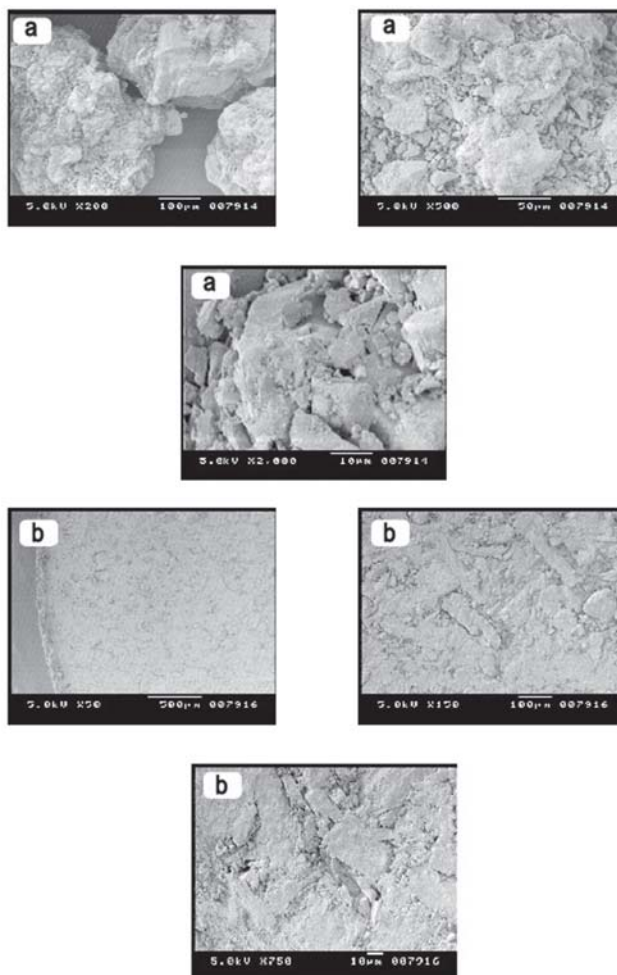 a
a
5.0kV X200 100µm 007914
5.0kV X500 50µm 007914
a
5.0kV X2,000 10µm 007914
b
b
5.0kV X50 500µm 007916
5.0kV X150 100µm 007916
b
5.0kV X750 10µm 007916